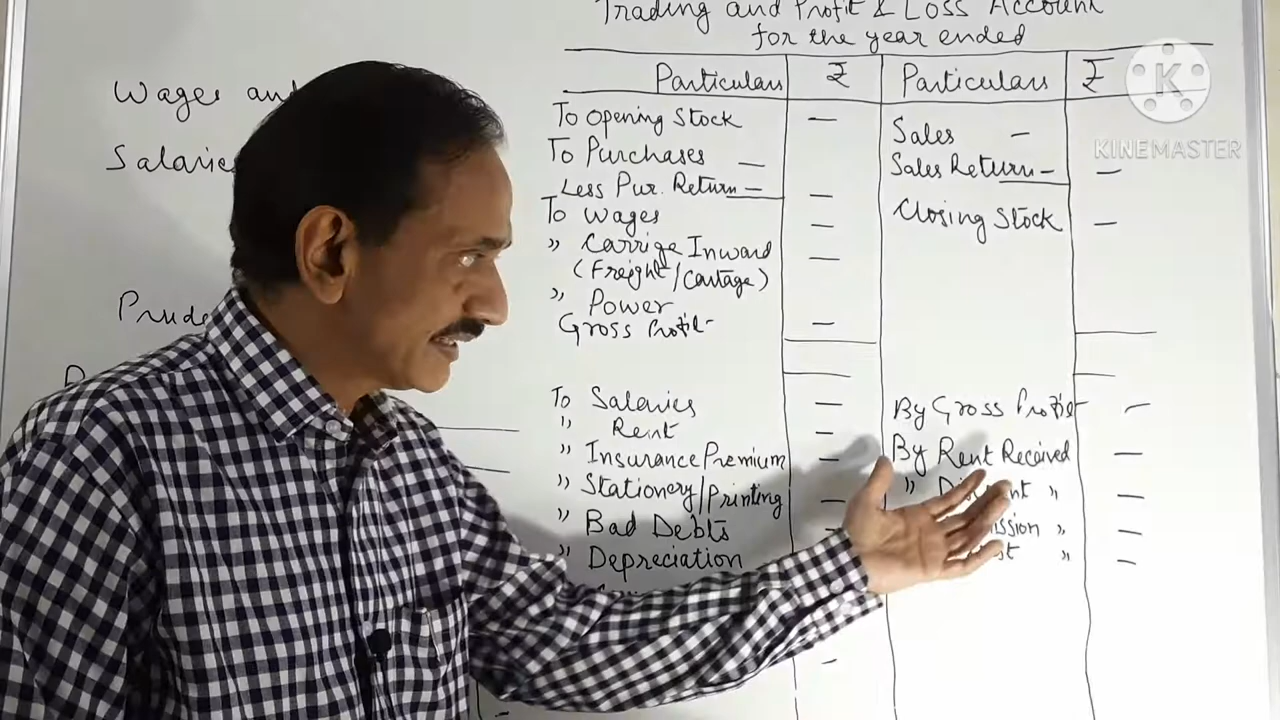 Trading and Profit & Loss Account
for the year ended
Wages
Particulars ₹ Particulars ₹
To Opening Stock —
To Purchases —
Less Pur. Return — —
To Wages —
" Carrige Inward —
(Freight/Cartage)
" Power
Gross Profit —
Sales —
Sales Return — —
Closing Stock —
To Salaries —
" Rent —
" Insurance Premium —
" Stationery/Printing —
" Bad Debts —
" Depreciation
By Gross Profit —
By Rent Received —
" " —
" —
" —
K
KINEMASTER